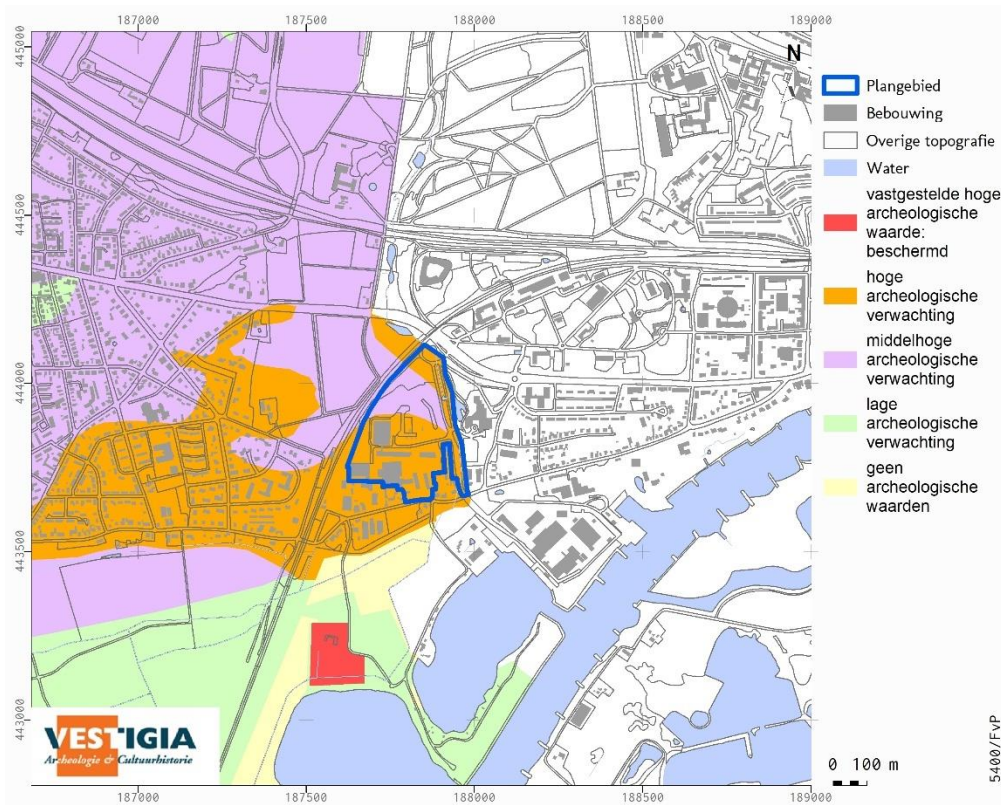 187000
187500
188000
188500
189000
445000
444500
444000
443500
443000
N
Plangebied
Bebouwing
Overige topografie
Water
vastgestelde hoge
archeologische
waarde:
beschermd
hoge
archeologische
verwachting
middelhoge
archeologische
verwachting
lage
archeologische
verwachting
geen
archeologische
waarden
VESTIGIA
Archeologie & Cultuurhistorie
0 100 m
5400/FvP
187000
187500
188000
188500
189000